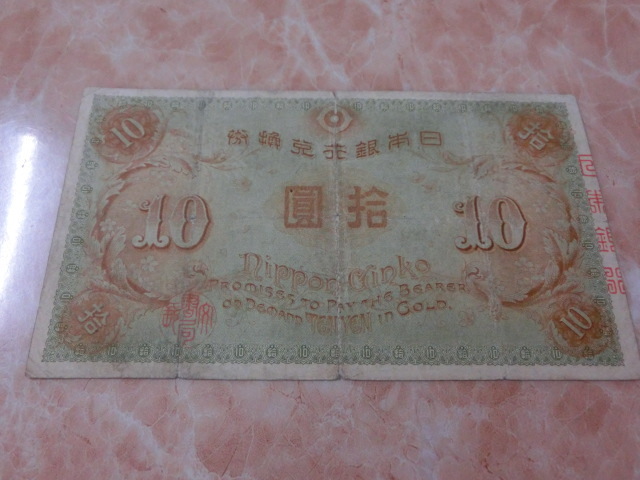 10 拾
日本銀行兌換券
10 拾圓 10
Nippon Ginko
PROMISES TO PAY THE BEARER
ON DEMAND TEN YEN IN GOLD.
拾 10